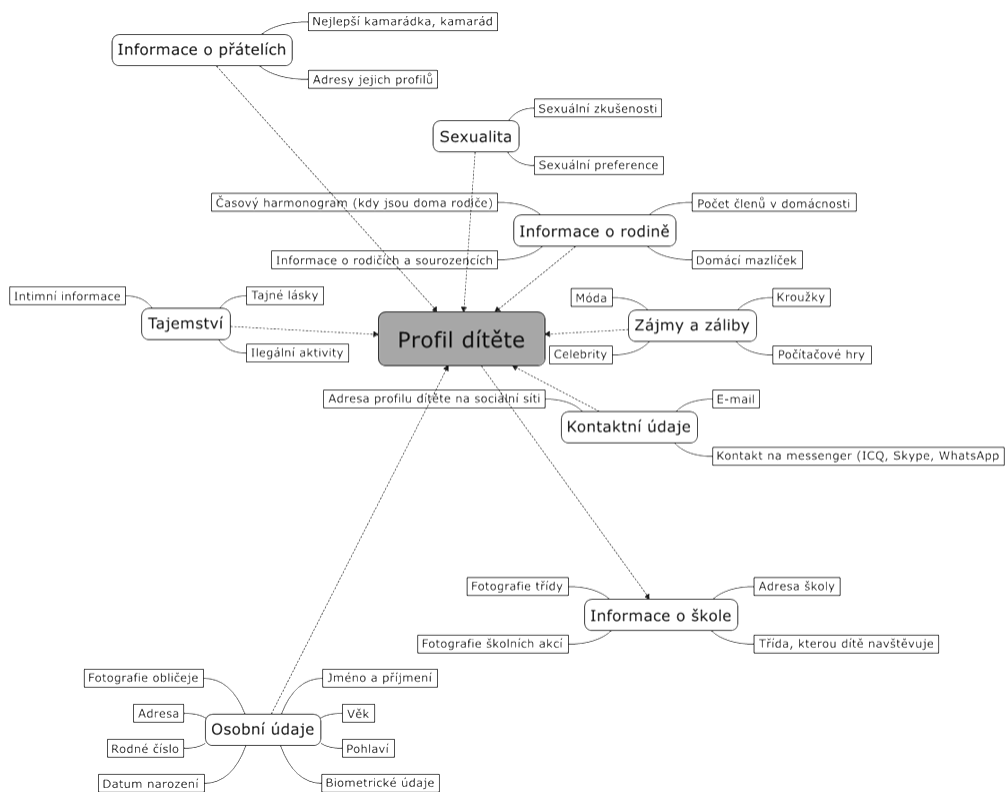 Nejlepší kamarádka, kamarád
Informace o přátelích
Adresy jejich profilů
Sexuální zkušenosti
Sexualita
Sexuální preference
Časový harmonogram (kdy jsou doma rodiče)
Počet členů v domácnosti
Informace o rodině
Informace o rodičích a sourozencích
Domácí mazlíček
Intimní informace
Tajné lásky
Tajemství
Ilegální aktivity
Profil dítěte
Móda
Kroužky
Zájmy a záliby
Celebrity
Počítačové hry
Adresa profilu dítěte na sociální síti
E-mail
Kontaktní údaje
Kontakt na messenger (ICQ, Skype, WhatsApp
Fotografie třídy
Adresa školy
Informace o škole
Fotografie školních akcí
Třída, kterou dítě navštěvuje
Fotografie obličeje
Jméno a příjmení
Adresa
Věk
Osobní údaje
Rodné číslo
Pohlaví
Datum narození
Biometrické údaje